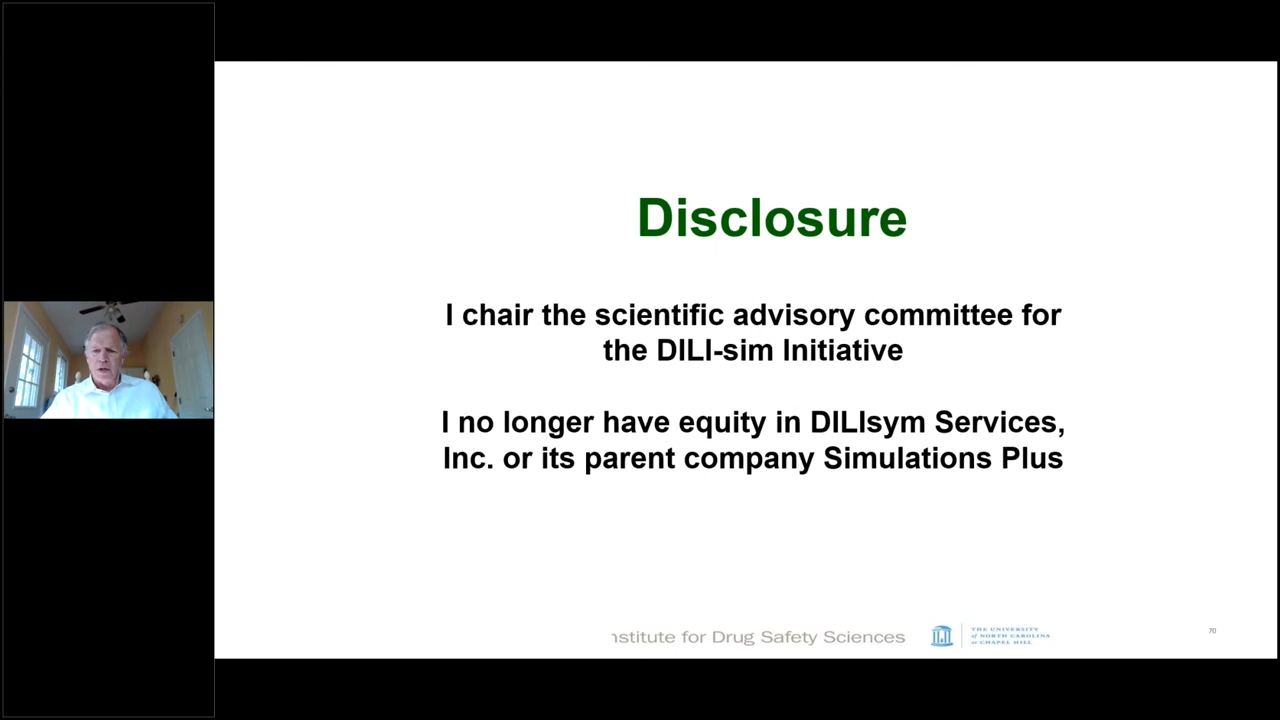 Disclosure
I chair the scientific advisory committee for
the DILI-sim Initiative
I no longer have equity in DILIsym Services,
Inc. or its parent company Simulations Plus
nstitute for Drug Safety Sciences
THE UNIVERSITY
of NORTH CAROLINA
at CHAPEL HILL
70